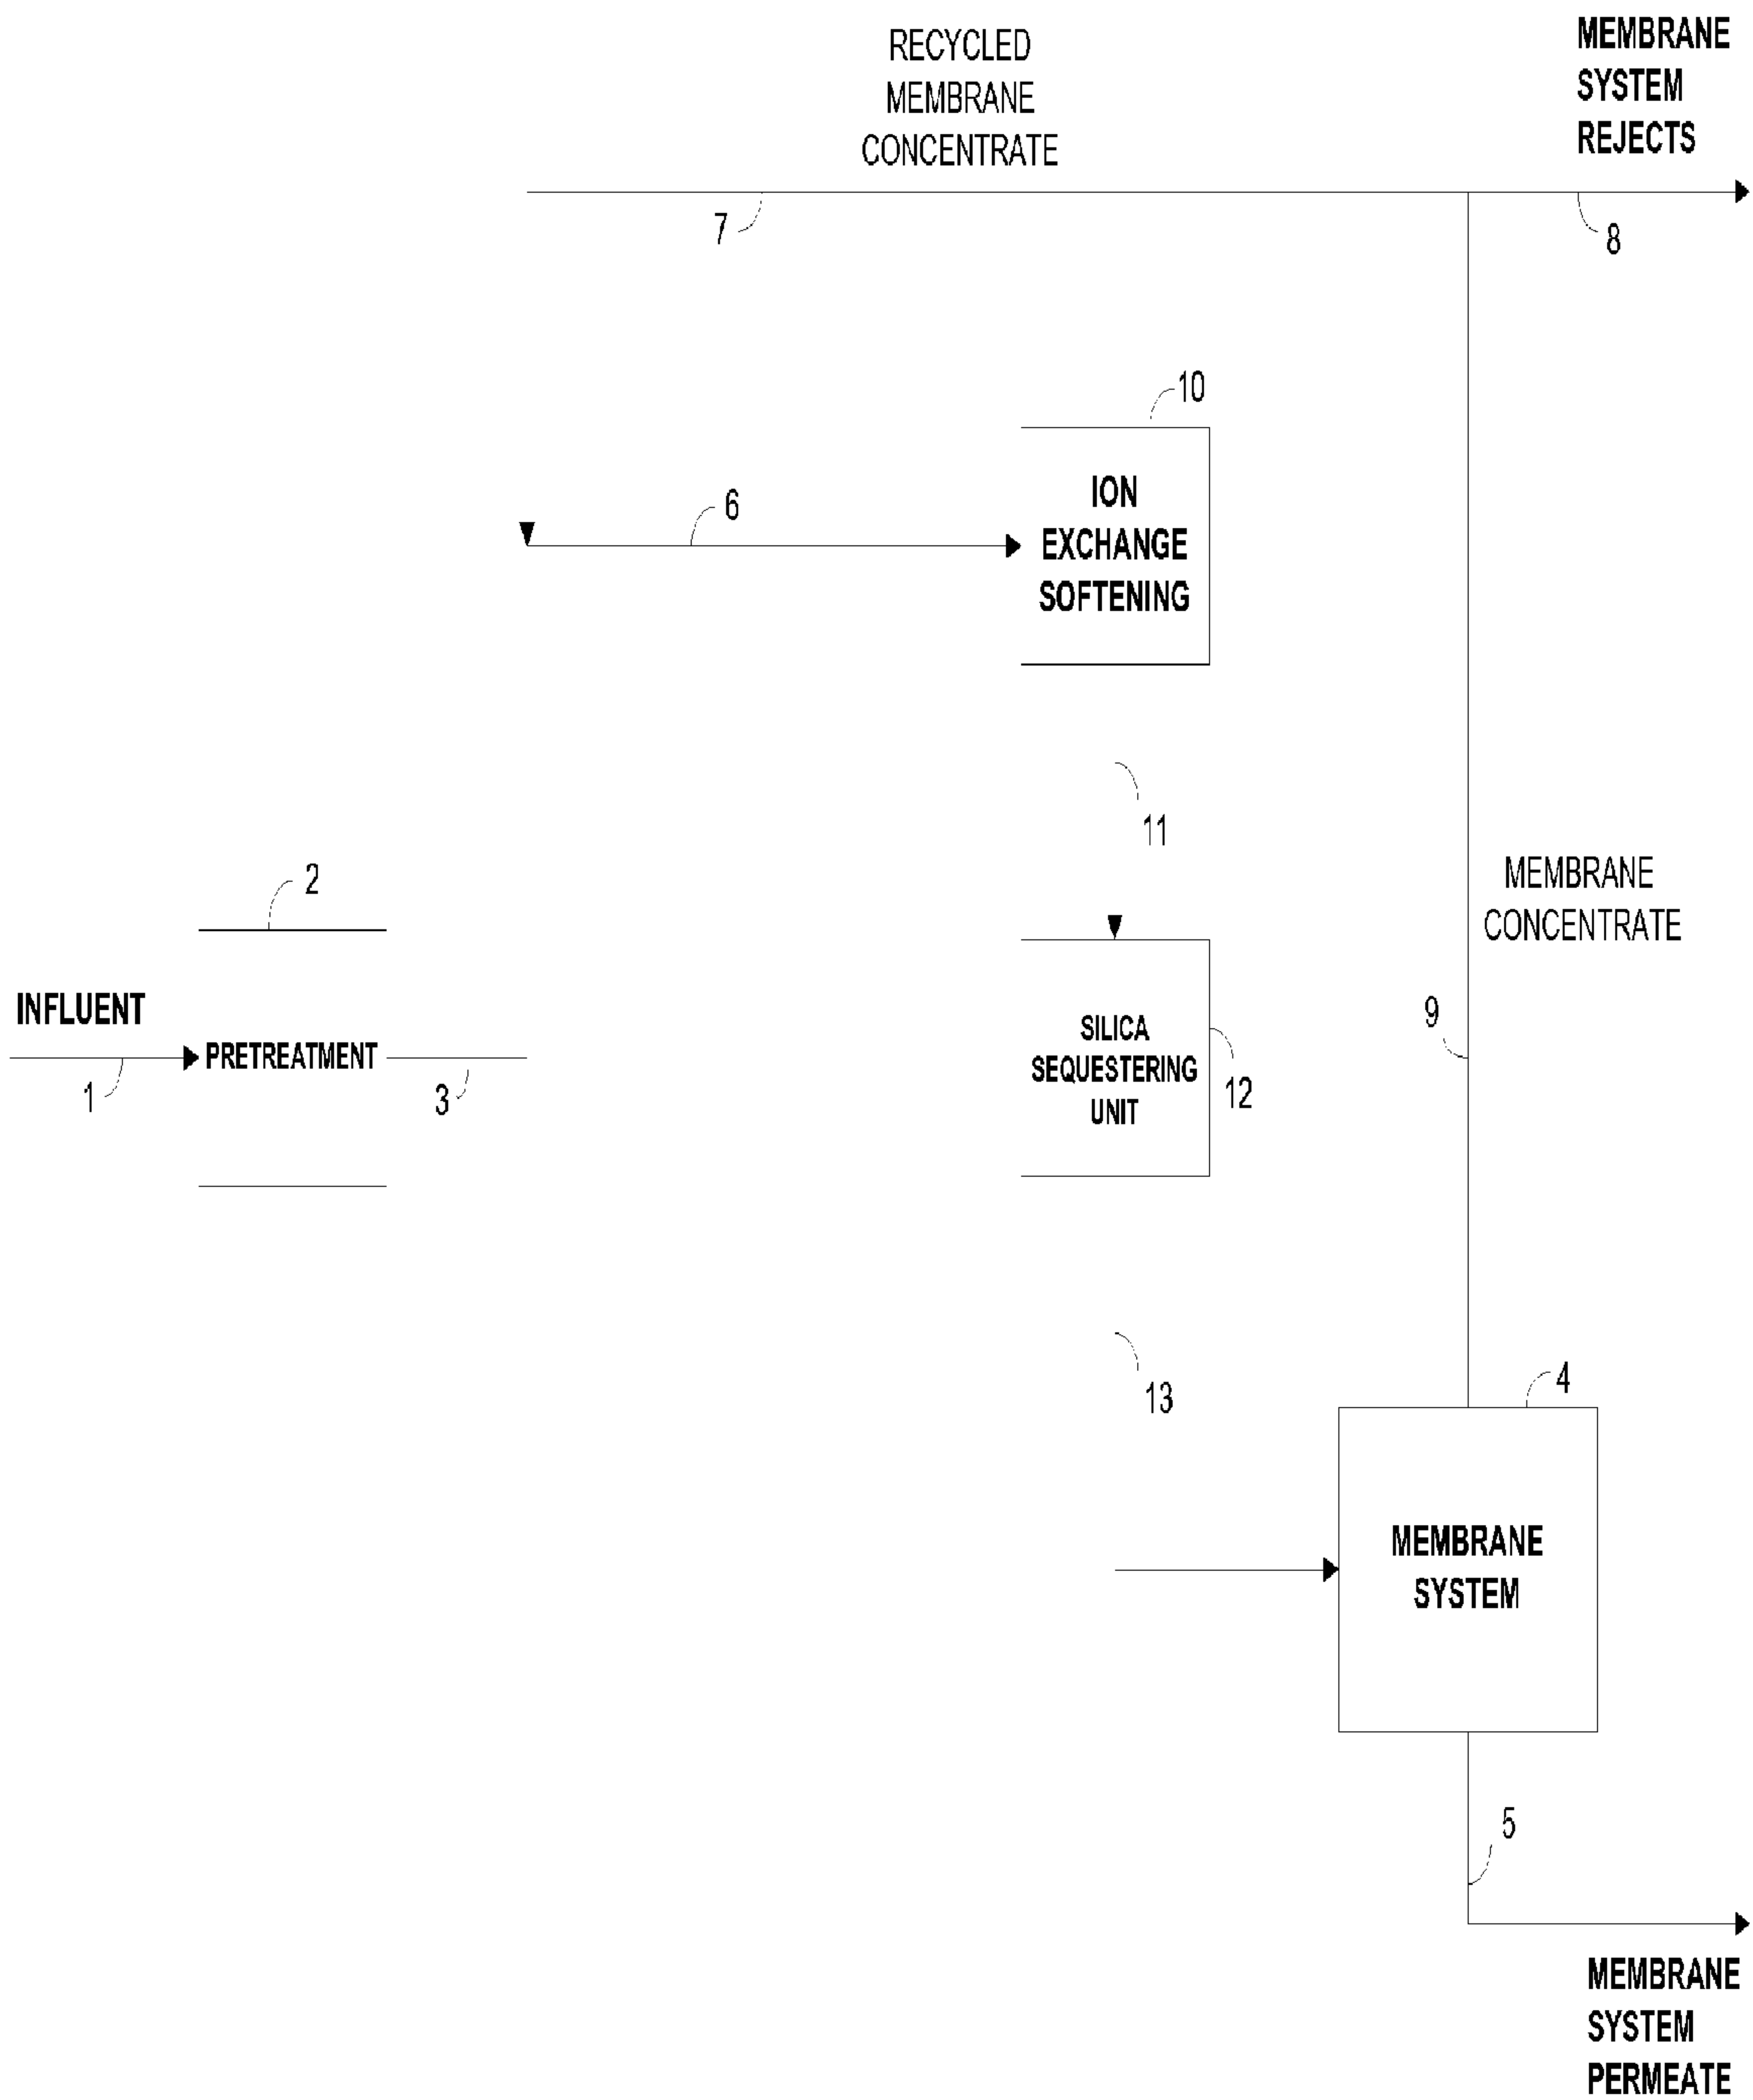 RECYCLED
MEMBRANE
CONCENTRATE
MEMBRANE
SYSTEM
REJECTS
7
8
10
ION
EXCHANGE
SOFTENING
6
11
2
MEMBRANE
CONCENTRATE
INFLUENT
PRETREATMENT
1
3
SILICA
SEQUESTERING
UNIT
9
12
13
4
MEMBRANE
SYSTEM
5
MEMBRANE
SYSTEM
PERMEATE